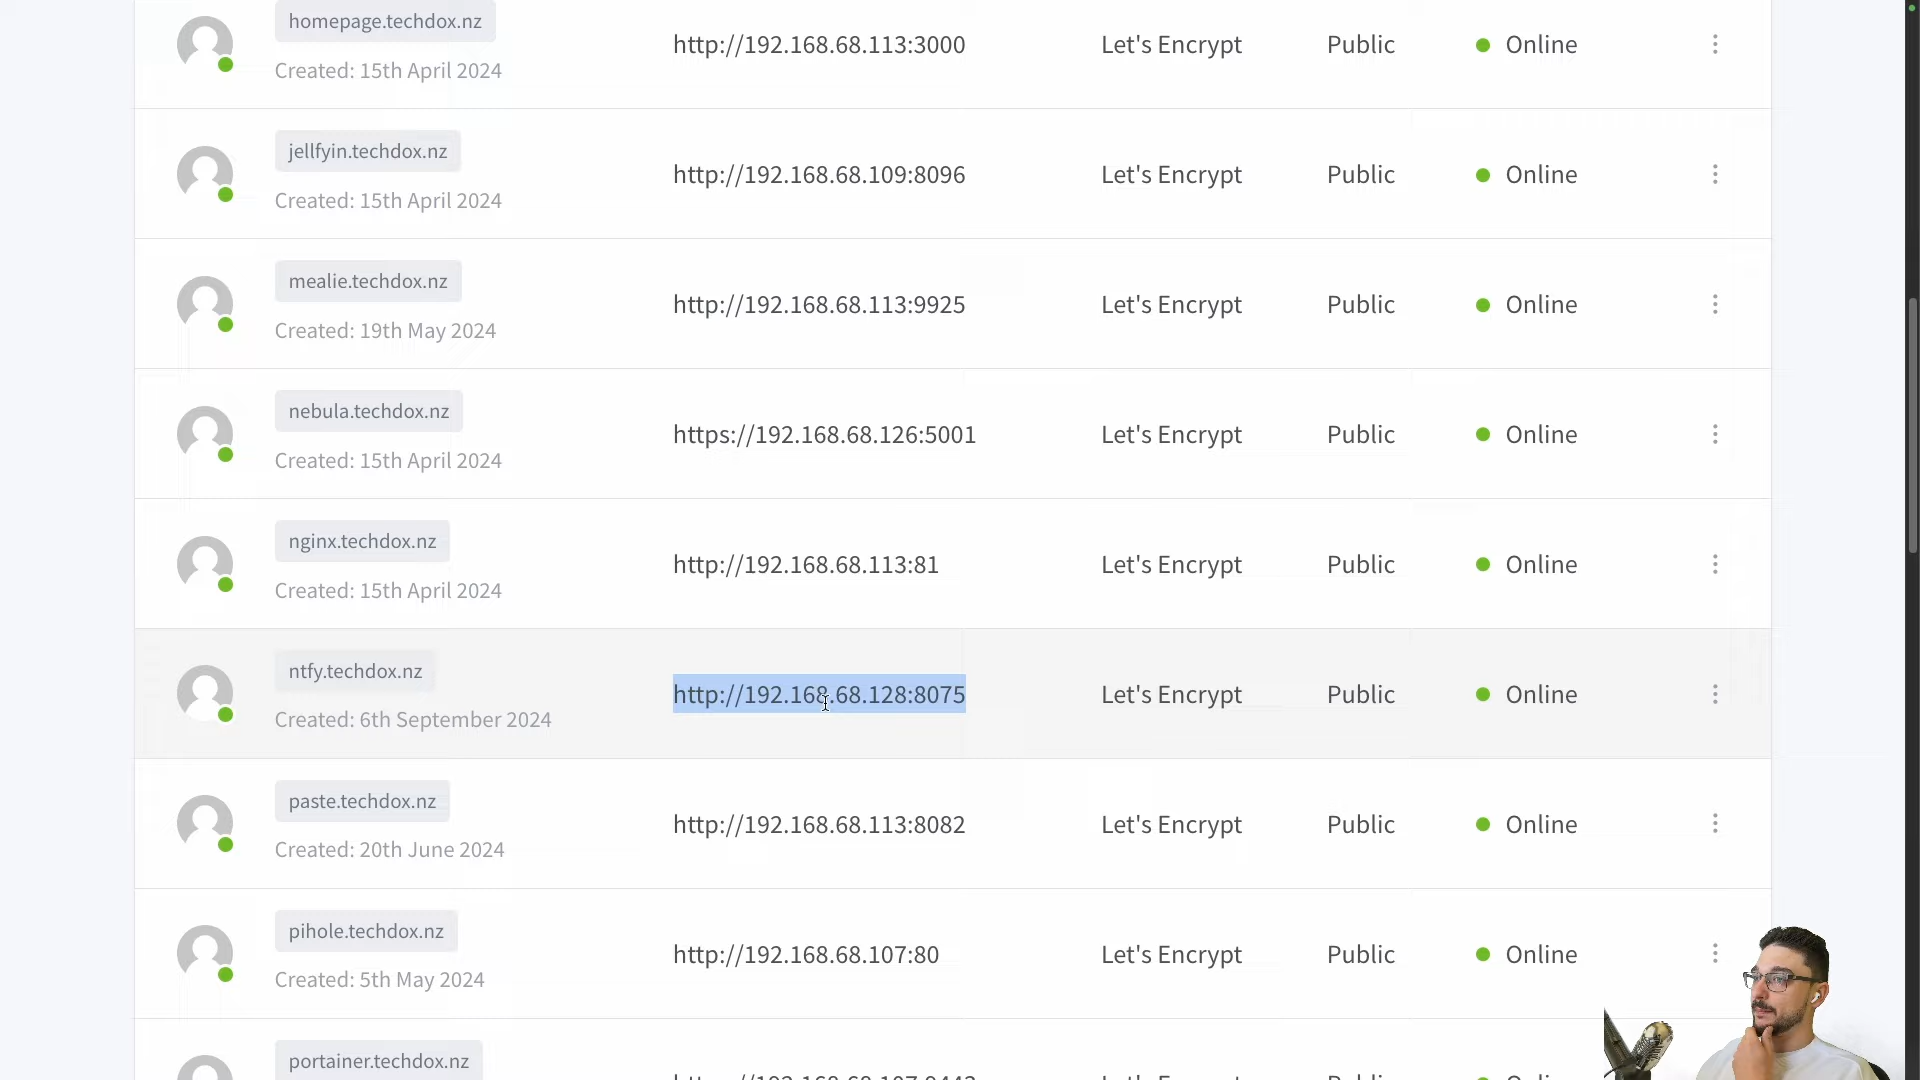 homepage.techdox.nz
http://192.168.68.113:3000 Let's Encrypt Public Online
Created: 15th April 2024
jellfyin.techdox.nz
http://192.168.68.109:8096 Let's Encrypt Public Online
Created: 15th April 2024
mealie.techdox.nz
http://192.168.68.113:9925 Let's Encrypt Public Online
Created: 19th May 2024
nebula.techdox.nz
https://192.168.68.126:5001 Let's Encrypt Public Online
Created: 15th April 2024
nginx.techdox.nz
http://192.168.68.113:81 Let's Encrypt Public Online
Created: 15th April 2024
ntfy.techdox.nz
http://192.168.68.128:8075 Let's Encrypt Public Online
Created: 6th September 2024
paste.techdox.nz
http://192.168.68.113:8082 Let's Encrypt Public Online
Created: 20th June 2024
pihole.techdox.nz
http://192.168.68.107:80 Let's Encrypt Public Online
Created: 5th May 2024
portainer.techdox.nz